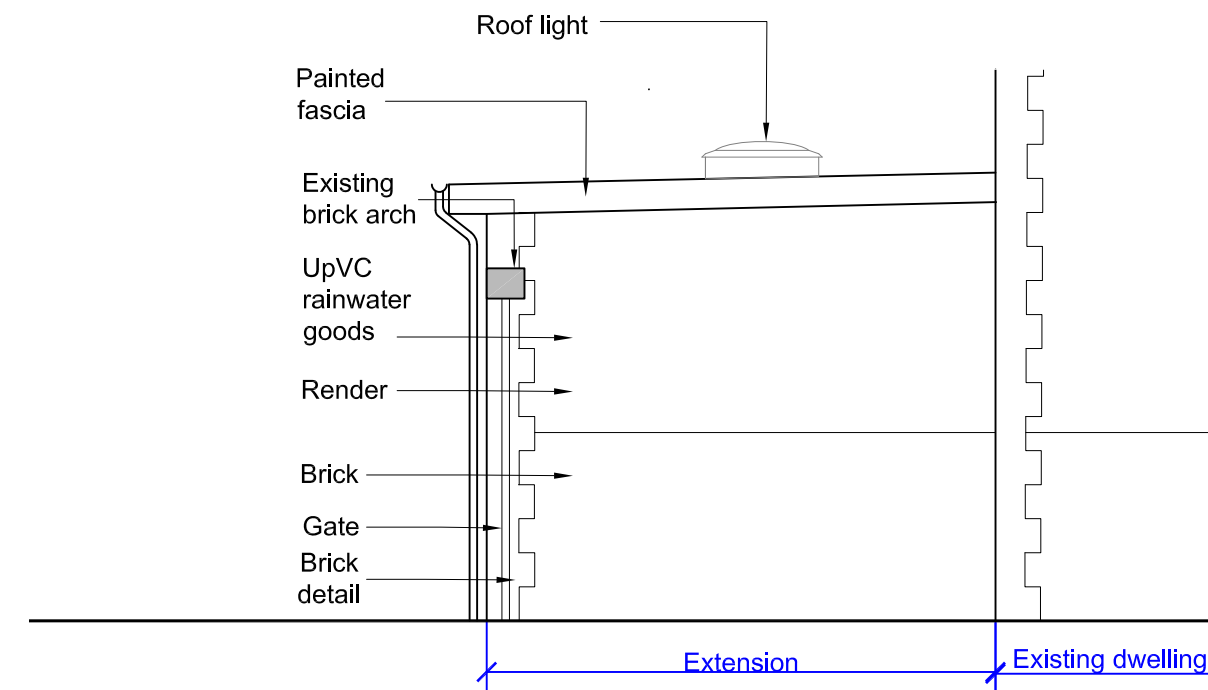 Roof light
Painted
fascia
Existing
brick arch
UpVC
rainwater
goods
Render
Brick
Gate
Brick
detail
Extension
Existing dwelling